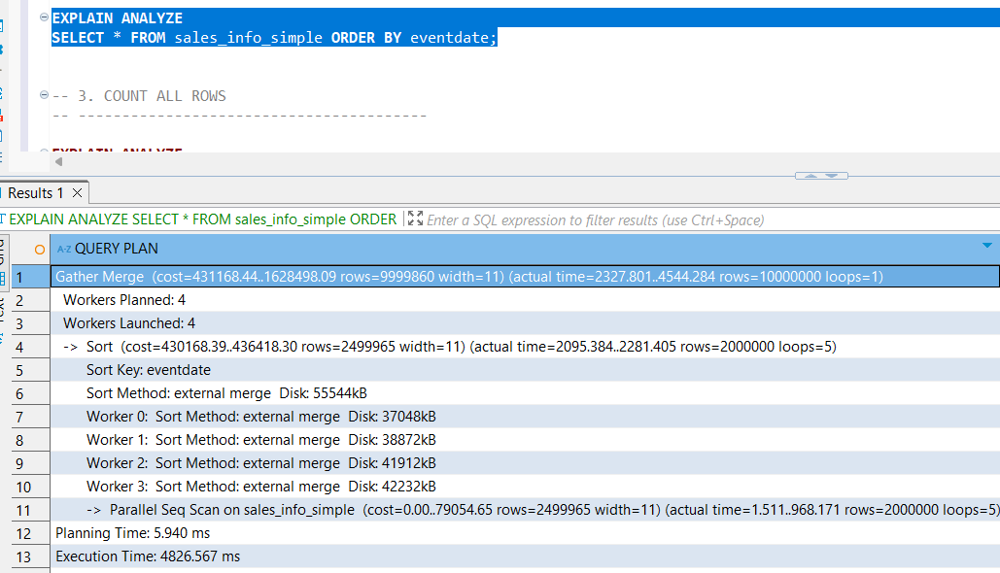 EXPLAIN ANALYZE
SELECT * FROM sales_info_simple ORDER BY eventdate;
-- 3. COUNT ALL ROWS
-- ----------------------------------------
EXPLAIN ANALYZE
Results 1
EXPLAIN ANALYZE SELECT * FROM sales_info_simple ORDER Enter a SQL expression to filter results (use Ctrl+Space)
A-Z QUERY PLAN
1 Gather Merge (cost=431168.44..1628498.09 rows=9999860 width=11) (actual time=2327.801..4544.284 rows=10000000 loops=1)
2 Workers Planned: 4
3 Workers Launched: 4
4 -> Sort (cost=430168.39..436418.30 rows=2499965 width=11) (actual time=2095.384..2281.405 rows=2000000 loops=5)
5 Sort Key: eventdate
6 Sort Method: external merge Disk: 55544kB
7 Worker 0: Sort Method: external merge Disk: 37048kB
8 Worker 1: Sort Method: external merge Disk: 38872kB
9 Worker 2: Sort Method: external merge Disk: 41912kB
10 Worker 3: Sort Method: external merge Disk: 42232kB
11 -> Parallel Seq Scan on sales_info_simple (cost=0.00..79054.65 rows=2499965 width=11) (actual time=1.511..968.171 rows=2000000 loops=5)
12 Planning Time: 5.940 ms
13 Execution Time: 4826.567 ms